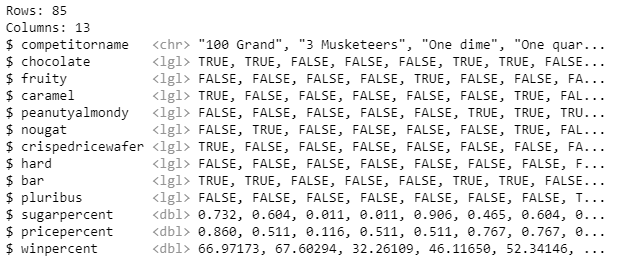 Rows: 85
Columns: 13
$ competitorname <chr> "100 Grand", "3 Musketeers", "One dime", "One quar...
$ chocolate <lgl> TRUE, TRUE, FALSE, FALSE, FALSE, TRUE, TRUE, FALSE...
$ fruity <lgl> FALSE, FALSE, FALSE, FALSE, TRUE, FALSE, FALSE, FA...
$ caramel <lgl> TRUE, FALSE, FALSE, FALSE, FALSE, FALSE, TRUE, FAL...
$ peanutyalmondy <lgl> FALSE, FALSE, FALSE, FALSE, FALSE, TRUE, TRUE, TRU...
$ nougat <lgl> FALSE, TRUE, FALSE, FALSE, FALSE, FALSE, TRUE, FAL...
$ crispedricewafer <lgl> TRUE, FALSE, FALSE, FALSE, FALSE, FALSE, FALSE, FA...
$ hard <lgl> FALSE, FALSE, FALSE, FALSE, FALSE, FALSE, FALSE, F...
$ bar <lgl> TRUE, TRUE, FALSE, FALSE, FALSE, TRUE, TRUE, FALSE...
$ pluribus <lgl> FALSE, FALSE, FALSE, FALSE, FALSE, FALSE, FALSE, T...
$ sugarpercent <dbl> 0.732, 0.604, 0.011, 0.011, 0.906, 0.465, 0.604, 0...
$ pricepercent <dbl> 0.860, 0.511, 0.116, 0.511, 0.511, 0.767, 0.767, 0...
$ winpercent <dbl> 66.97173, 67.60294, 32.26109, 46.11650, 52.34146, ...